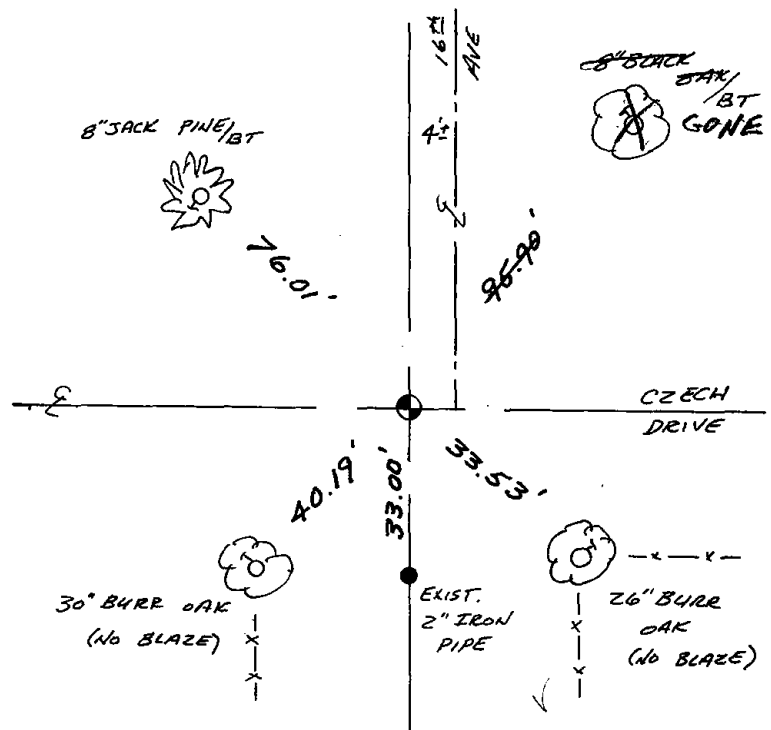 16TH
AVE
8" BLACK
OAK/
BT
GONE
8" JACK PINE/
BT
4'±
76.01'
95.90'
CZECH
DRIVE
40.19'
33.00'
33.53'
30" BURR OAK
(NO BLAZE)
EXIST.
2" IRON
PIPE
26" BURR
OAK
(NO BLAZE)